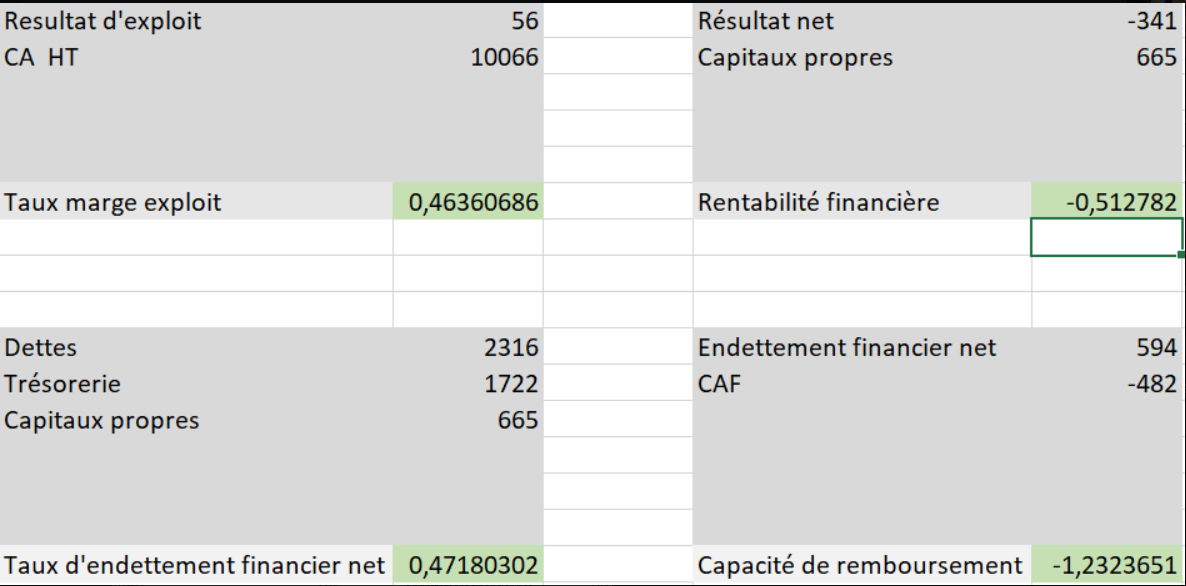 Resultat d'exploit 56 Résultat net -341
CA HT 10066 Capitaux propres 665
Taux marge exploit 0,46360686 Rentabilité financière -0,512782
Dettes 2316 Endettement financier net 594
Trésorerie 1722 CAF -482
Capitaux propres 665
Taux d'endettement financier net 0,47180302 Capacité de remboursement -1,2323651